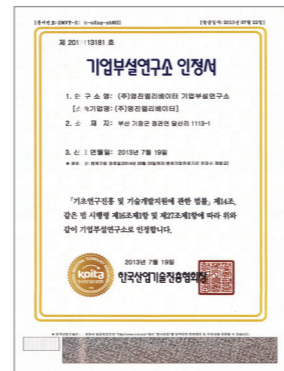 제 201 113181 호
기업부설연구소 인정서
1. 연 구 소 명: (주)영진엘리베이터 기업부설연구소
[소속기업명: (주)영진엘리베이터]
2. 소 재 지: 부산 기장군 정관면 달산리 1113-1
3. 신 연월일: 2013년 7월 19일
「기초연구진흥 및 기술개발지원에 관한 법률」 제14조,
같은 법 시행령 제16조제1항 및 제27조제1항에 따라 위와
같이 기업부설연구소로 인정합니다.
2013년 7월 19일
koita
한국산업기술진흥협회장